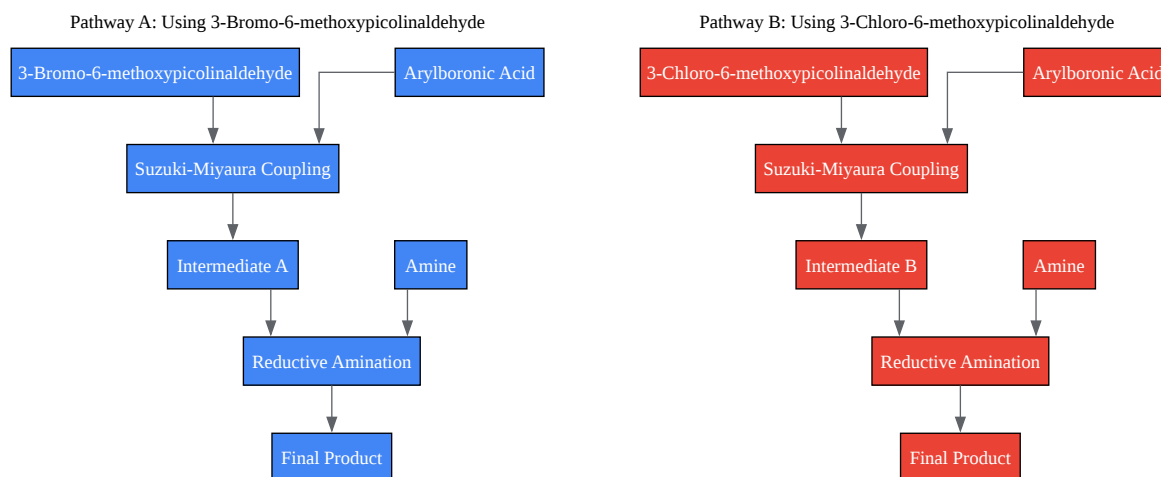 Pathway A: Using 3-Bromo-6-methoxypicolinaldehyde
3-Bromo-6-methoxypicolinaldehyde
Arylboronic Acid
Suzuki-Miyaura Coupling
Intermediate A
Amine
Reductive Amination
Final Product
Pathway B: Using 3-Chloro-6-methoxypicolinaldehyde
3-Chloro-6-methoxypicolinaldehyde
Arylboronic Acid
Suzuki-Miyaura Coupling
Intermediate B
Amine
Reductive Amination
Final Product